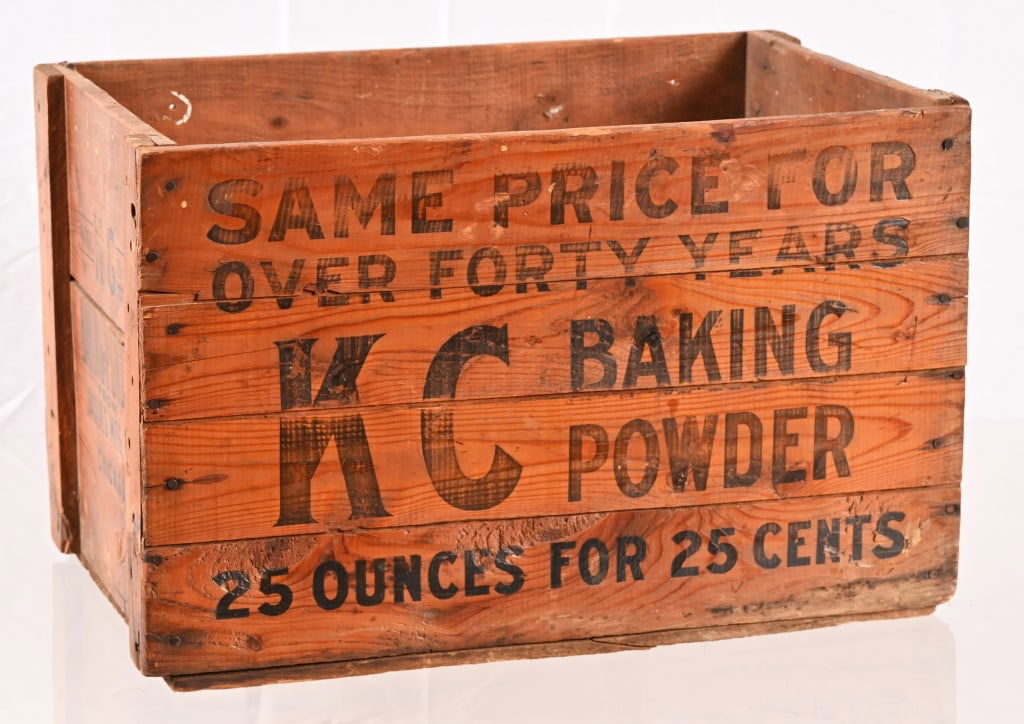 SAME PRICE FOR
OVER FORTY YEARS
KC BAKING
POWDER
25 OUNCES FOR 25 CENTS